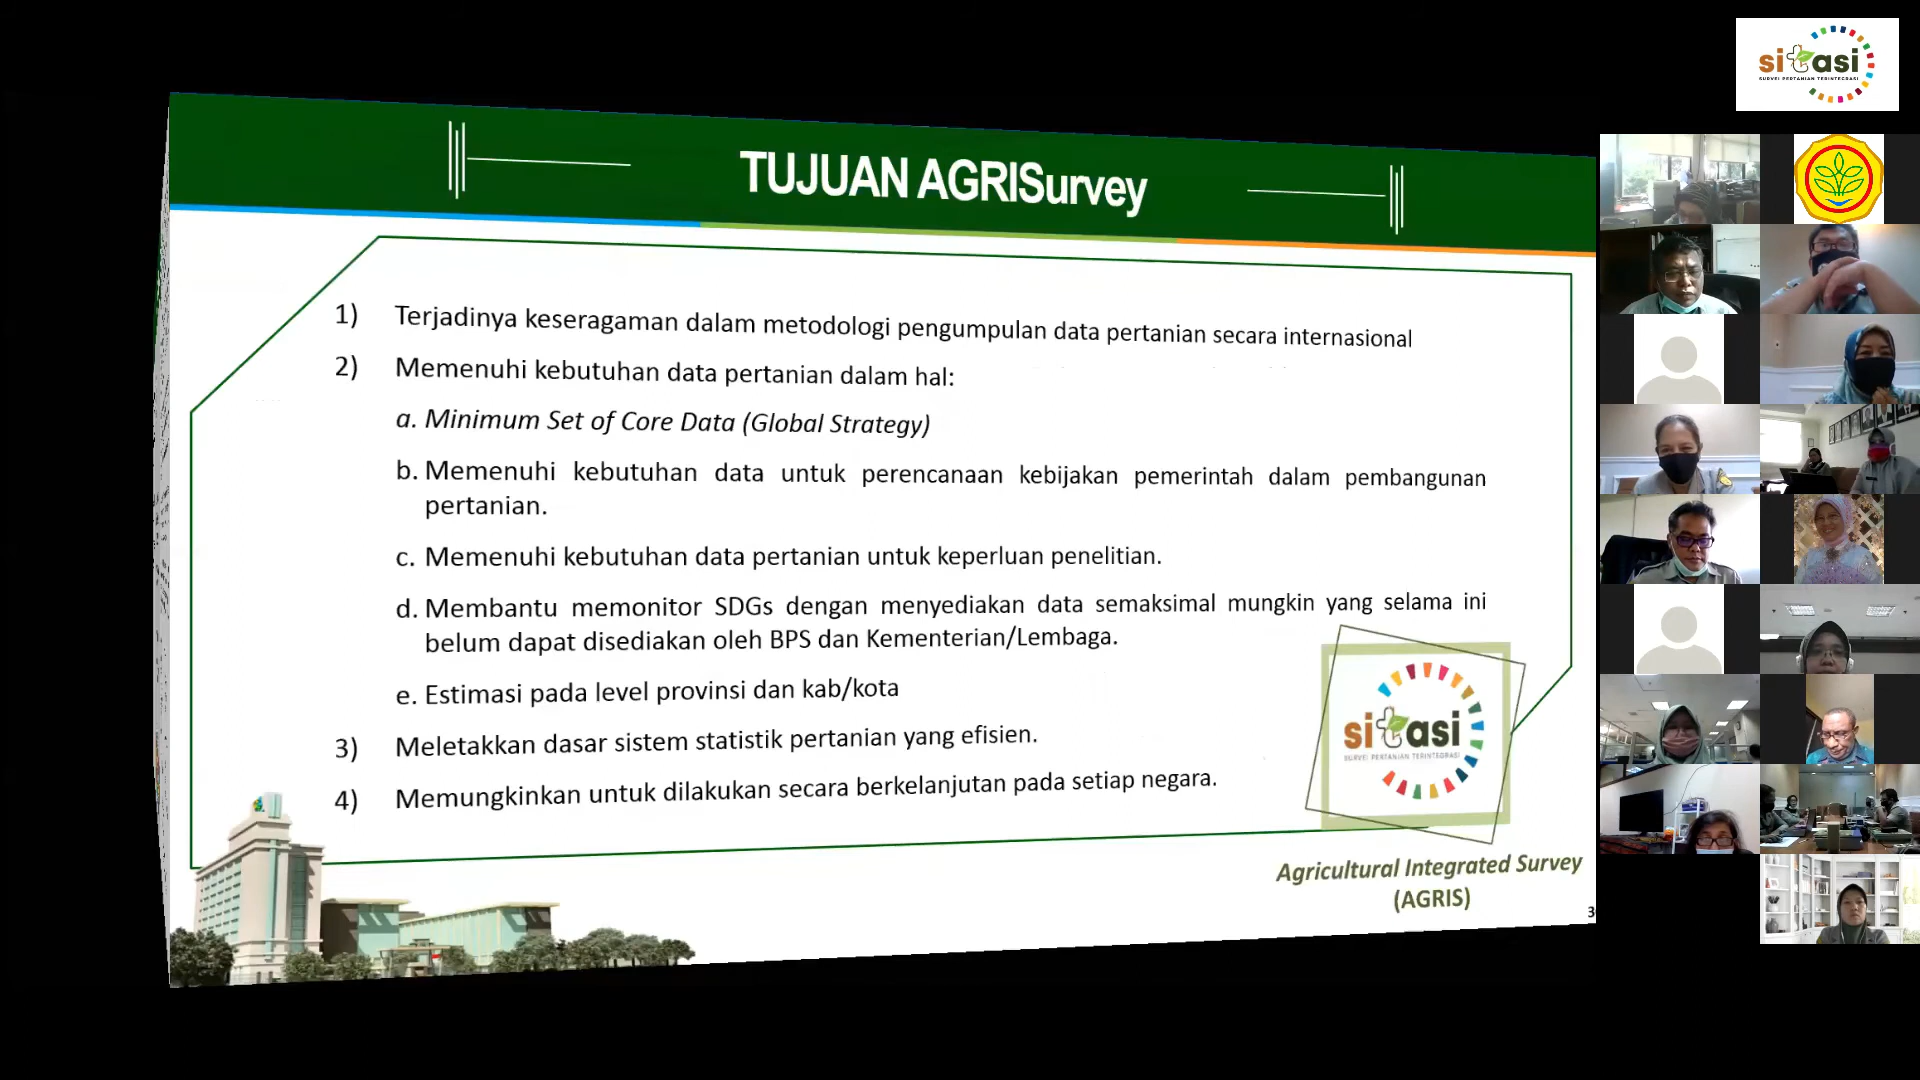 sitasi
SURVEI PERTANIAN TERINTEGRASI
TUJUAN AGRISurvey
1) Terjadinya keseragaman dalam metodologi pengumpulan data pertanian secara internasional
2) Memenuhi kebutuhan data pertanian dalam hal:
a. Minimum Set of Core Data (Global Strategy)
b. Memenuhi kebutuhan data untuk perencanaan kebijakan pemerintah dalam pembangunan
pertanian.
c. Memenuhi kebutuhan data pertanian untuk keperluan penelitian.
d. Membantu memonitor SDGs dengan menyediakan data semaksimal mungkin yang selama ini
belum dapat disediakan oleh BPS dan Kementerian/Lembaga.
e. Estimasi pada level provinsi dan kab/kota
3) Meletakkan dasar sistem statistik pertanian yang efisien.
4) Memungkinkan untuk dilakukan secara berkelanjutan pada setiap negara.
sitasi
SURVEI PERTANIAN TERINTEGRASI
Agricultural Integrated Survey
(AGRIS)
3